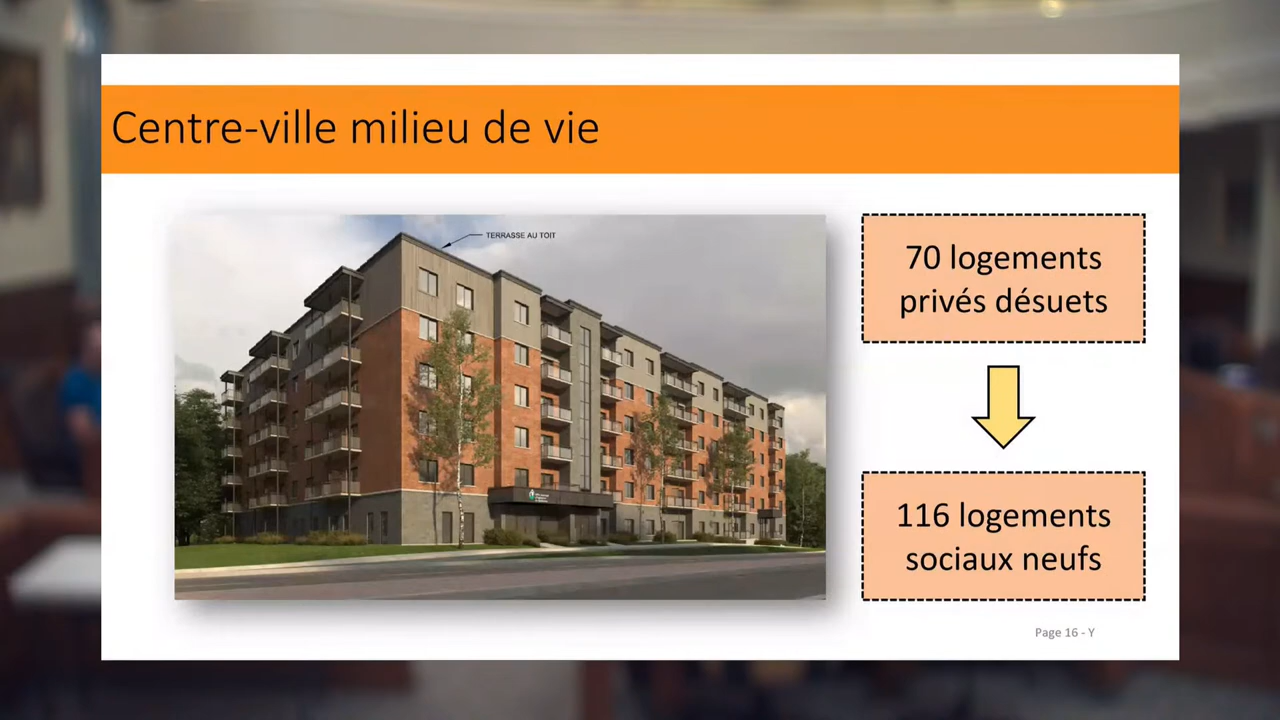 Centre-ville milieu de vie
TERRASSE AU TOIT
70 logements
privés désuets
116 logements
sociaux neufs
Page 16 - Y